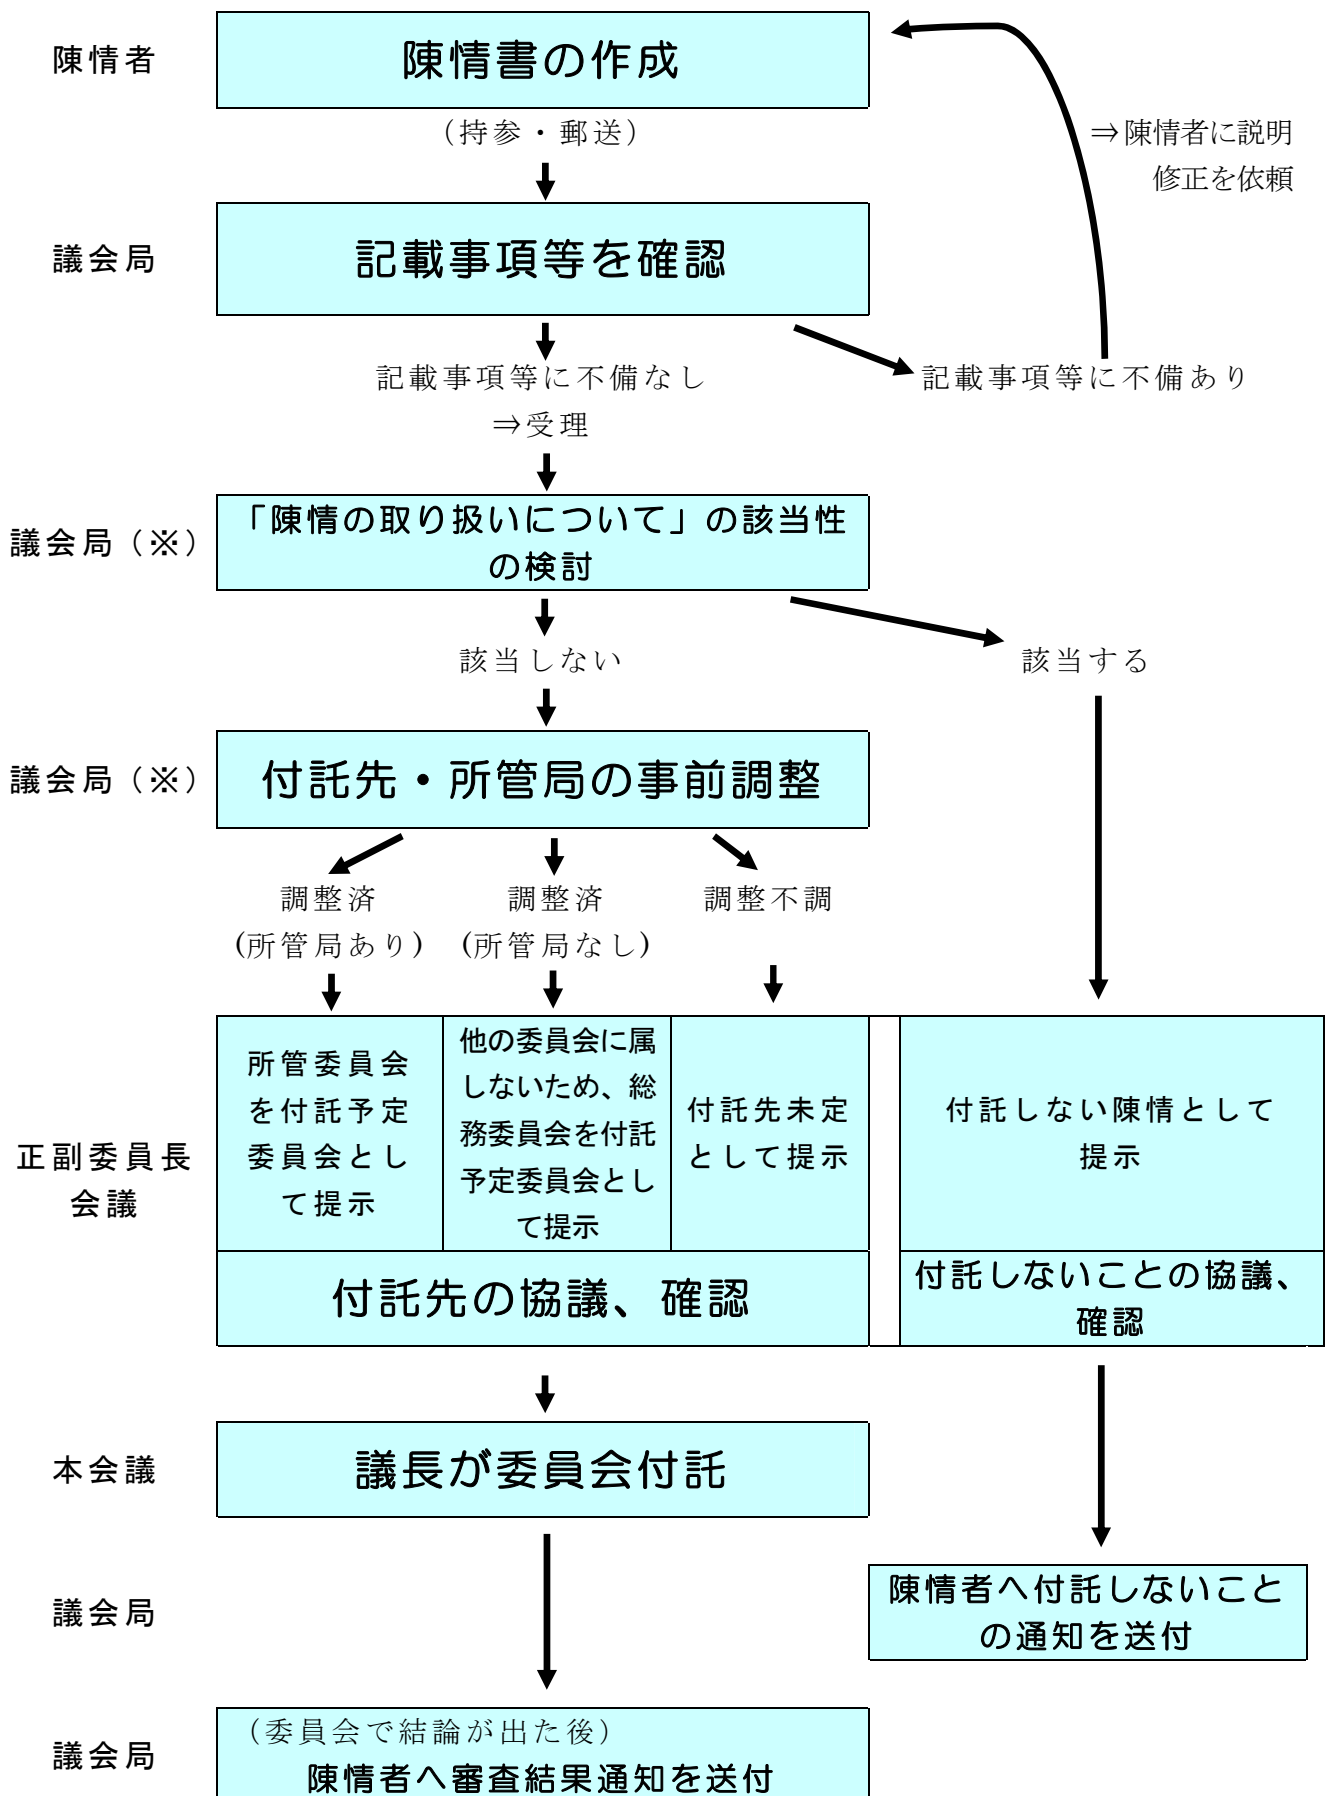 陳情者
陳情書の作成
（持参・郵送）
⇒陳情者に説明
修正を依頼
議会局
記載事項等を確認
記載事項等に不備なし
⇒受理
記載事項等に不備あり
議会局（※）
「陳情の取り扱いについて」の該当性
の検討
該当しない
該当する
議会局（※）
付託先・所管局の事前調整
調整済
(所管局あり)
調整済
(所管局なし)
調整不調
正副委員長
会議
所管委員会
を付託予定
委員会とし
て提示
他の委員会に属
しないため、総
務委員会を付託
予定委員会とし
て提示
付託先未定
として提示
付託しない陳情として
提示
付託先の協議、確認
付託しないことの協議、
確認
本会議
議長が委員会付託
議会局
陳情者へ付託しないこと
の通知を送付
議会局
（委員会で結論が出た後）
陳情者へ審査結果通知を送付